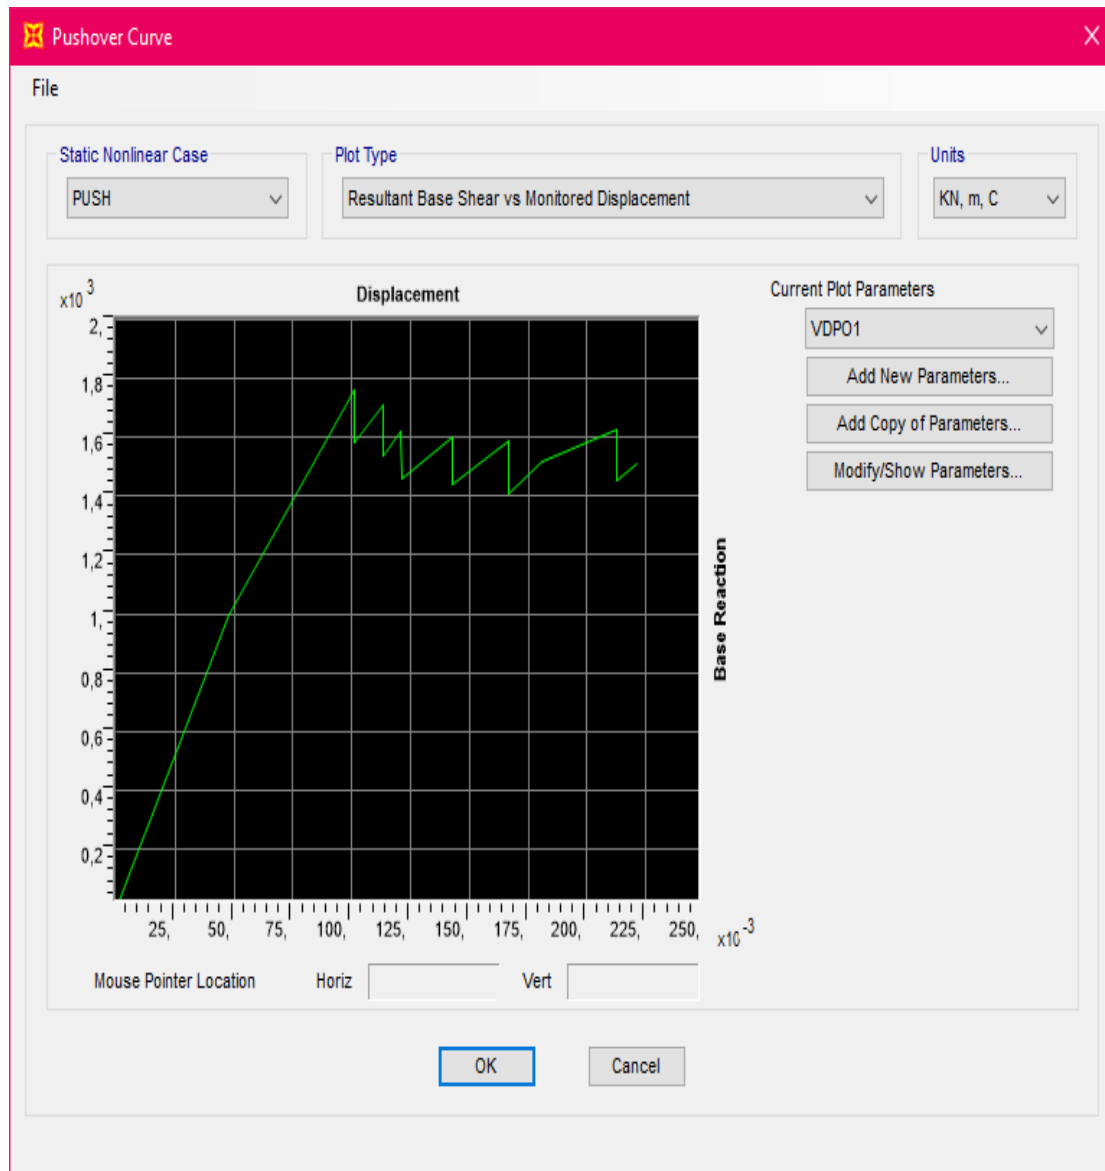 Pushover Curve
File
Static Nonlinear Case
Plot Type
Units
PUSH
Resultant Base Shear vs Monitored Displacement
KN, m, C
x10 3
Displacement
Current Plot Parameters
VDPO1
Add New Parameters...
Add Copy of Parameters...
Modify/Show Parameters...
2,
1,8
1,6
1,4
1,2
1,
0,8
0,6
0,4
0,2
Base Reaction
25, 50, 75, 100, 125, 150, 175, 200, 225, 250, x10 -3
Mouse Pointer Location Horiz Vert
OK Cancel